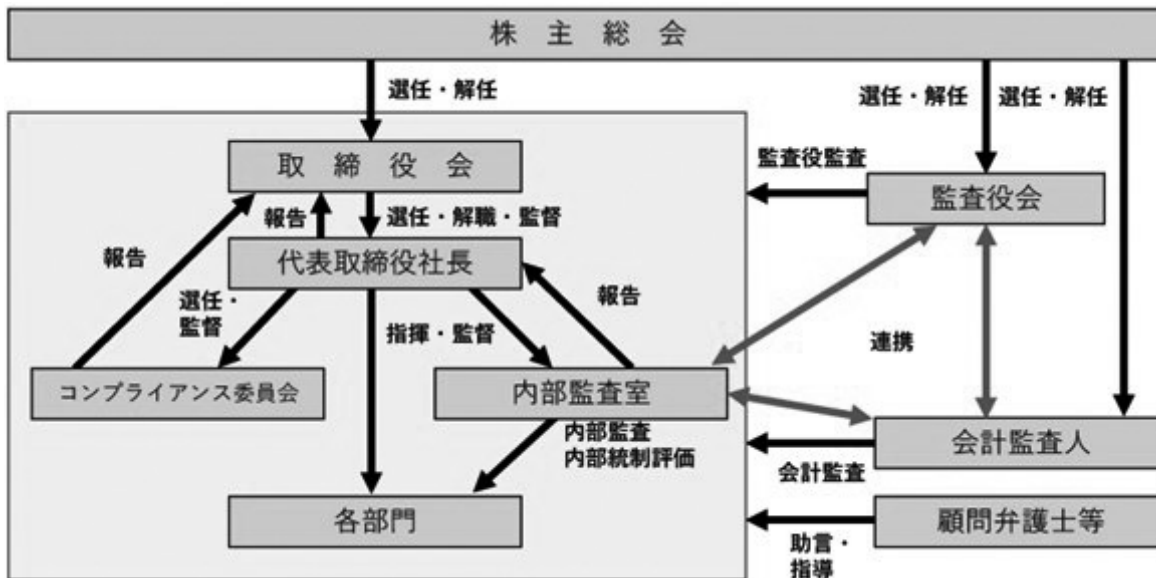 株主総会
選任・解任
選任・解任
選任・解任
取締役会
監査役監査
監査役会
報告
選任・解職・監督
代表取締役社長
報告
選任・
監督
指揮・監督
報告
連携
コンプライアンス委員会
内部監査室
内部監査
内部統制評価
会計監査人
会計監査
各部門
顧問弁護士等
助言・
指導